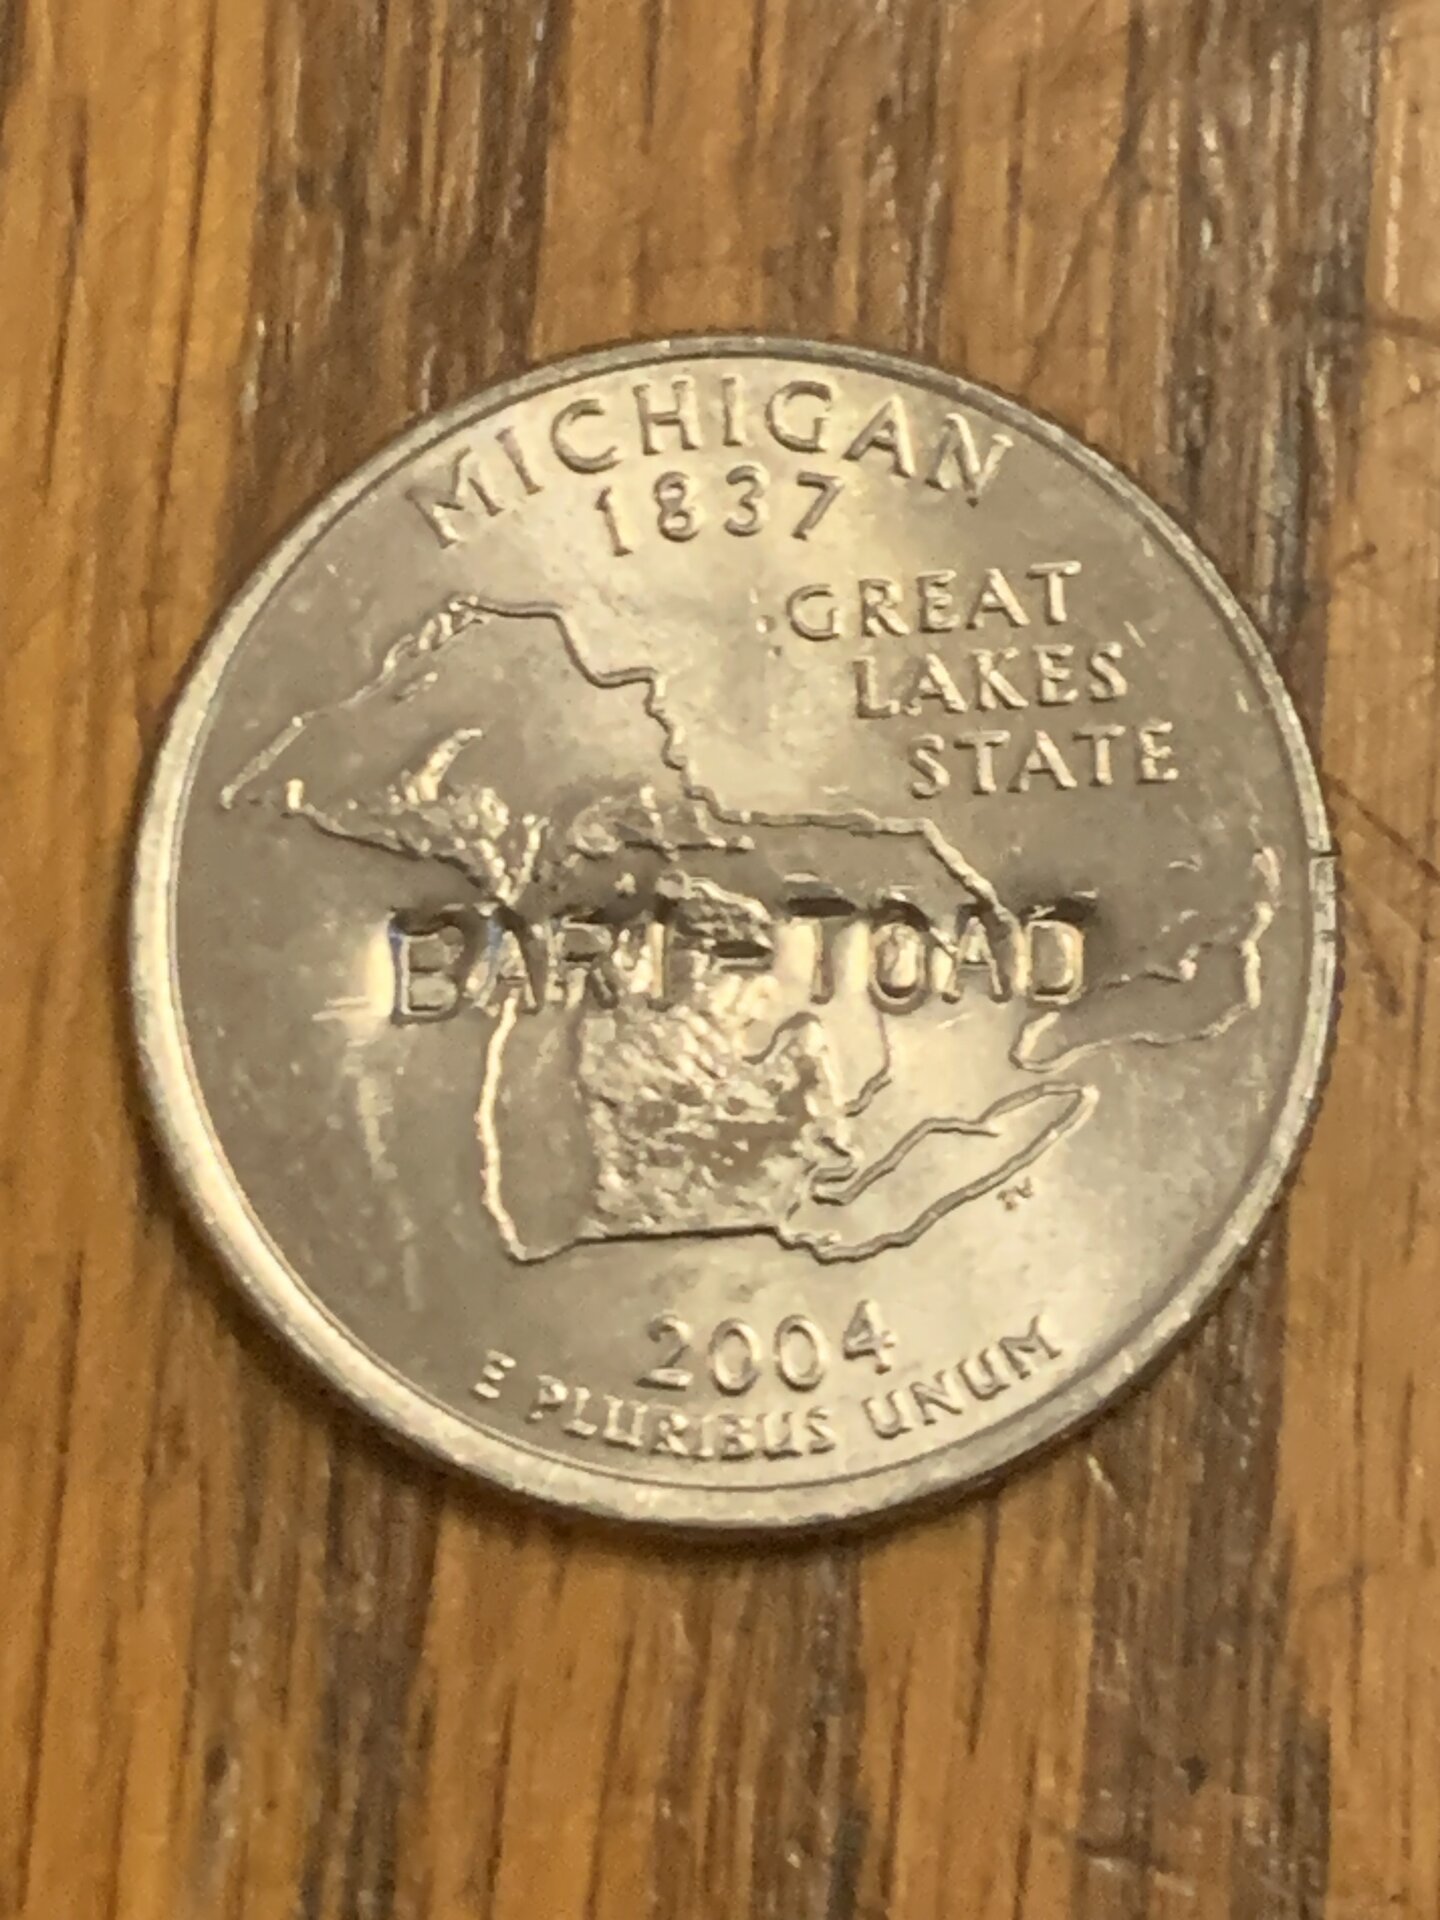 MICHIGAN
1837
GREAT
LAKES
STATE
BART-TOAD
2004
E PLURIBUS UNUM